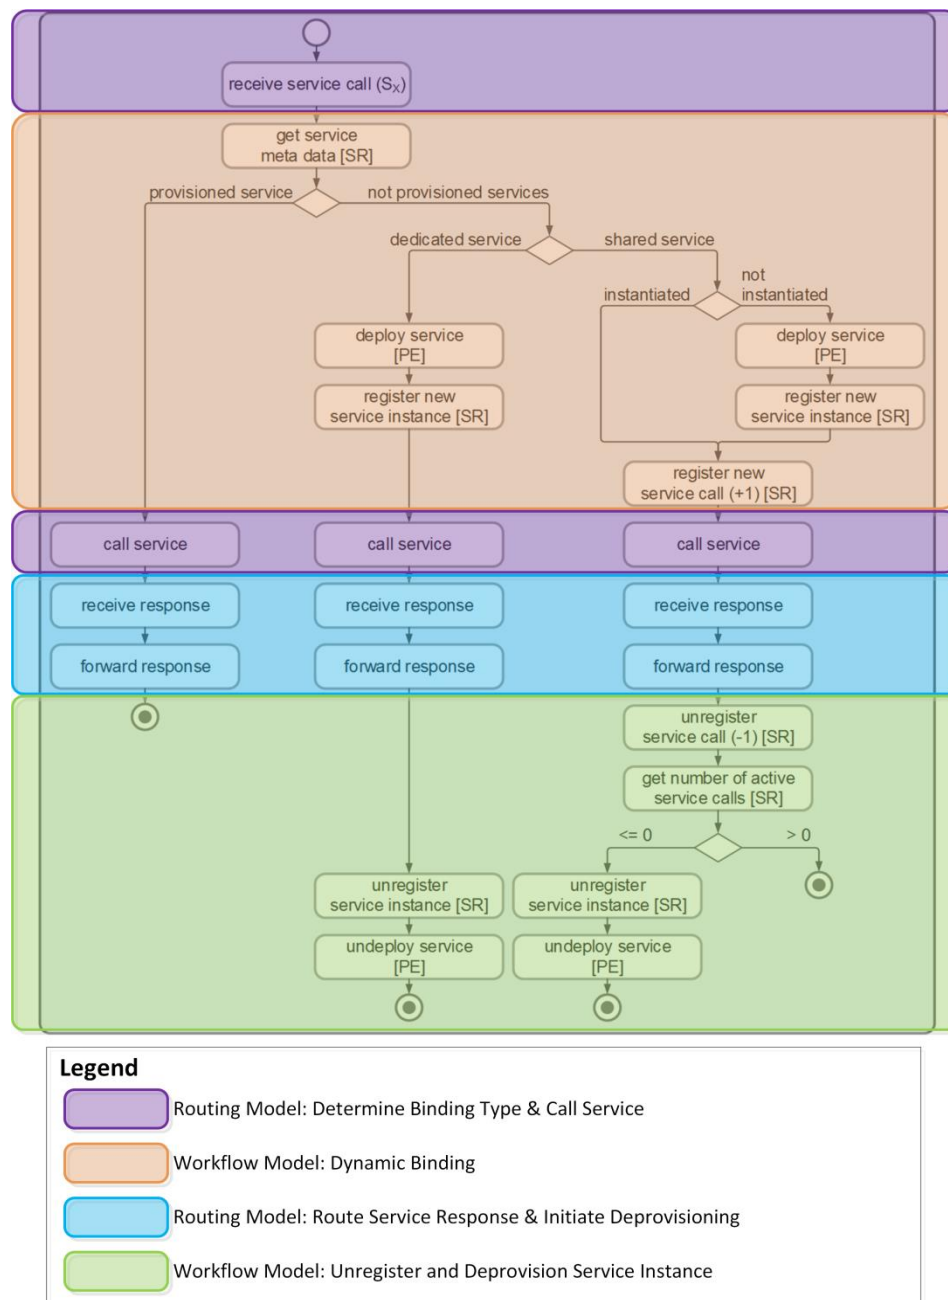 receive service call (SX)
get service
meta data [SR]
provisioned service
not provisioned services
dedicated service
shared service
instantiated
not
instantiated
deploy service
[PE]
deploy service
[PE]
register new
service instance [SR]
register new
service instance [SR]
register new
service call (+1) [SR]
call service
call service
call service
receive response
receive response
receive response
forward response
forward response
forward response
unregister
service call (-1) [SR]
get number of active
service calls [SR]
<= 0
> 0
unregister
service instance [SR]
unregister
service instance [SR]
undeploy service
[PE]
undeploy service
[PE]
Legend
Routing Model: Determine Binding Type & Call Service
Workflow Model: Dynamic Binding
Routing Model: Route Service Response & Initiate Deprovisioning
Workflow Model: Unregister and Deprovision Service Instance